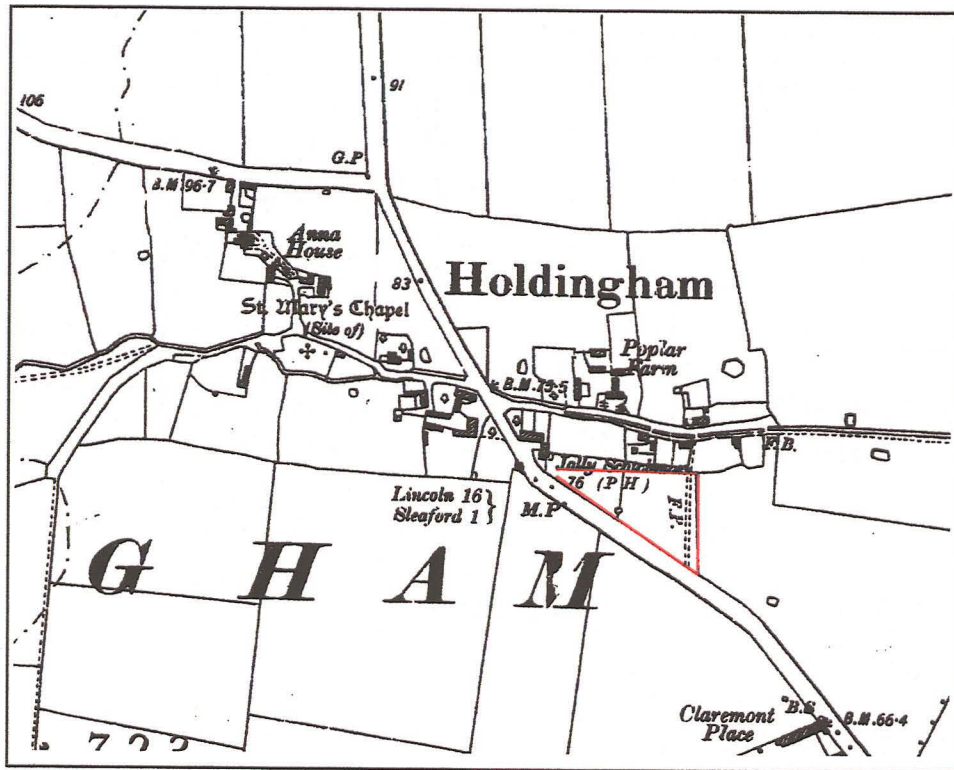 106
91
G.P
B.M.96·7
Anna
House
83
Holdingham
St. Mary's Chapel
(Site of)
Poplar
Farm
B.M.75·5
F.B.
Jolly
76 (P H)
Lincoln 16
Sleaford 1
M.P
F.P.
G H A M
Claremont
Place
B.M.66·4